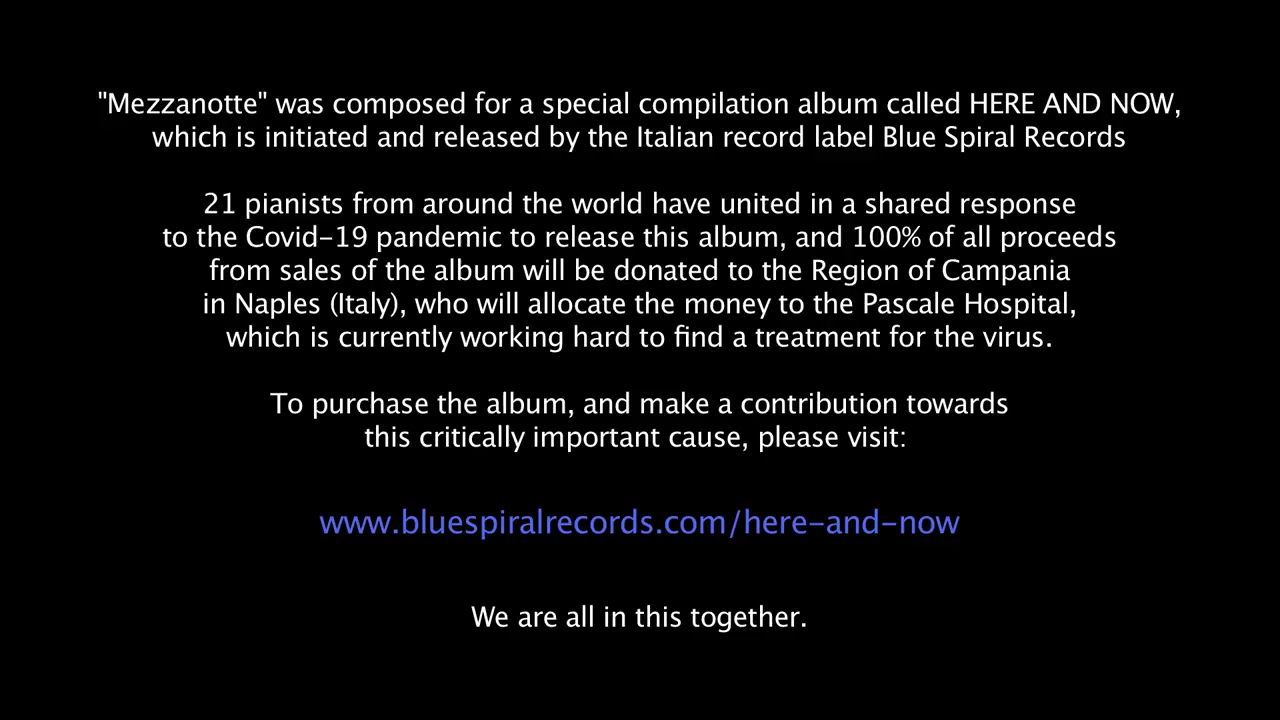 "Mezzanotte" was composed for a special compilation album called HERE AND NOW,
which is initiated and released by the Italian record label Blue Spiral Records
21 pianists from around the world have united in a shared response
to the Covid-19 pandemic to release this album, and 100% of all proceeds
from sales of the album will be donated to the Region of Campania
in Naples (Italy), who will allocate the money to the Pascale Hospital,
which is currently working hard to find a treatment for the virus.
To purchase the album, and make a contribution towards
this critically important cause, please visit:
www.bluespiralrecords.com/here-and-now
We are all in this together.